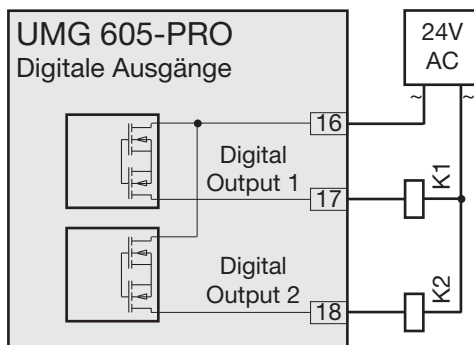 UMG 605-PRO
Digitale Ausgänge
24V
AC
~ ~
16
Digital
Output 1
17
K1
Digital
Output 2
18
K2